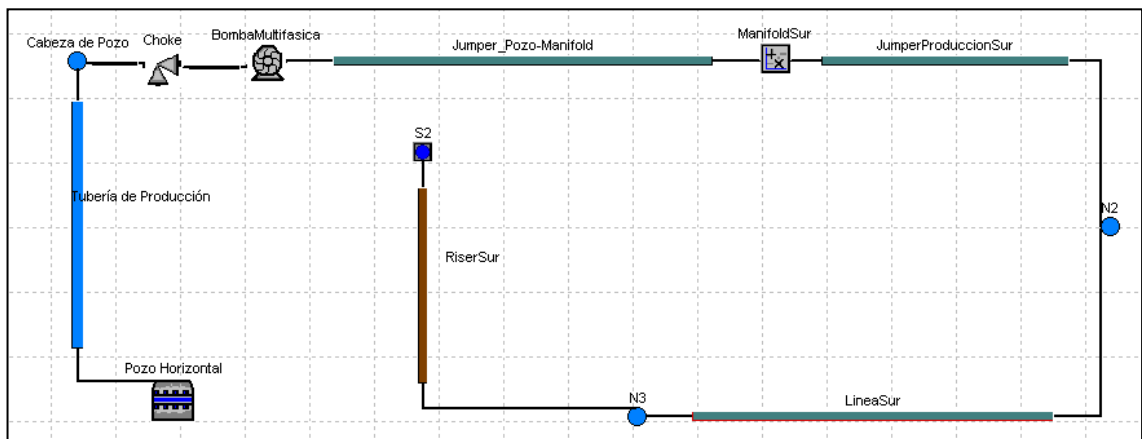 Cabeza de Pozo
Choke
BombaMultifasica
Jumper_Pozo-Manifold
ManifoldSur
JumperProduccionSur
S2
Tubería de Producción
N2
RiserSur
Pozo Horizontal
N3
LineaSur